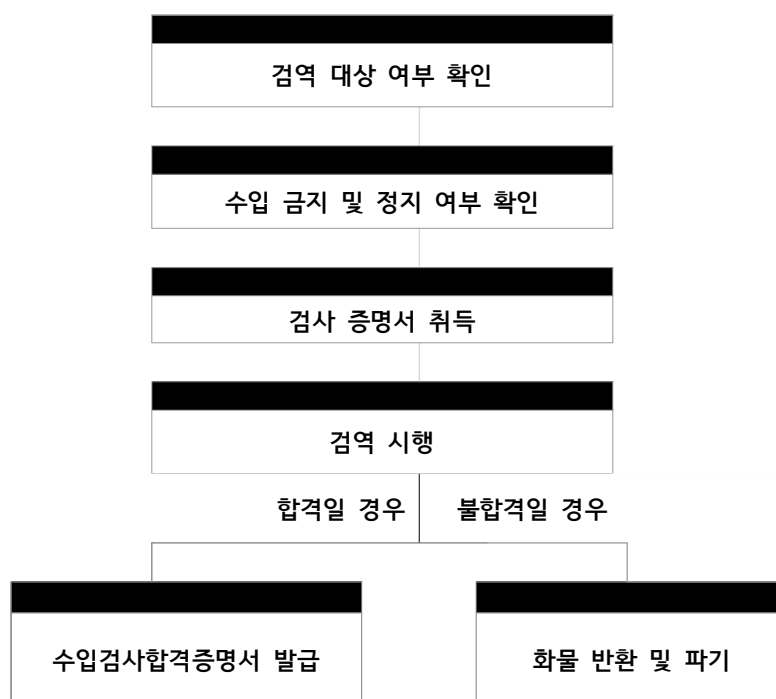 검역 대상 여부 확인
수입 금지 및 정지 여부 확인
검사 증명서 취득
검역 시행
합격일 경우 불합격일 경우
수입검사합격증명서 발급
화물 반환 및 파기